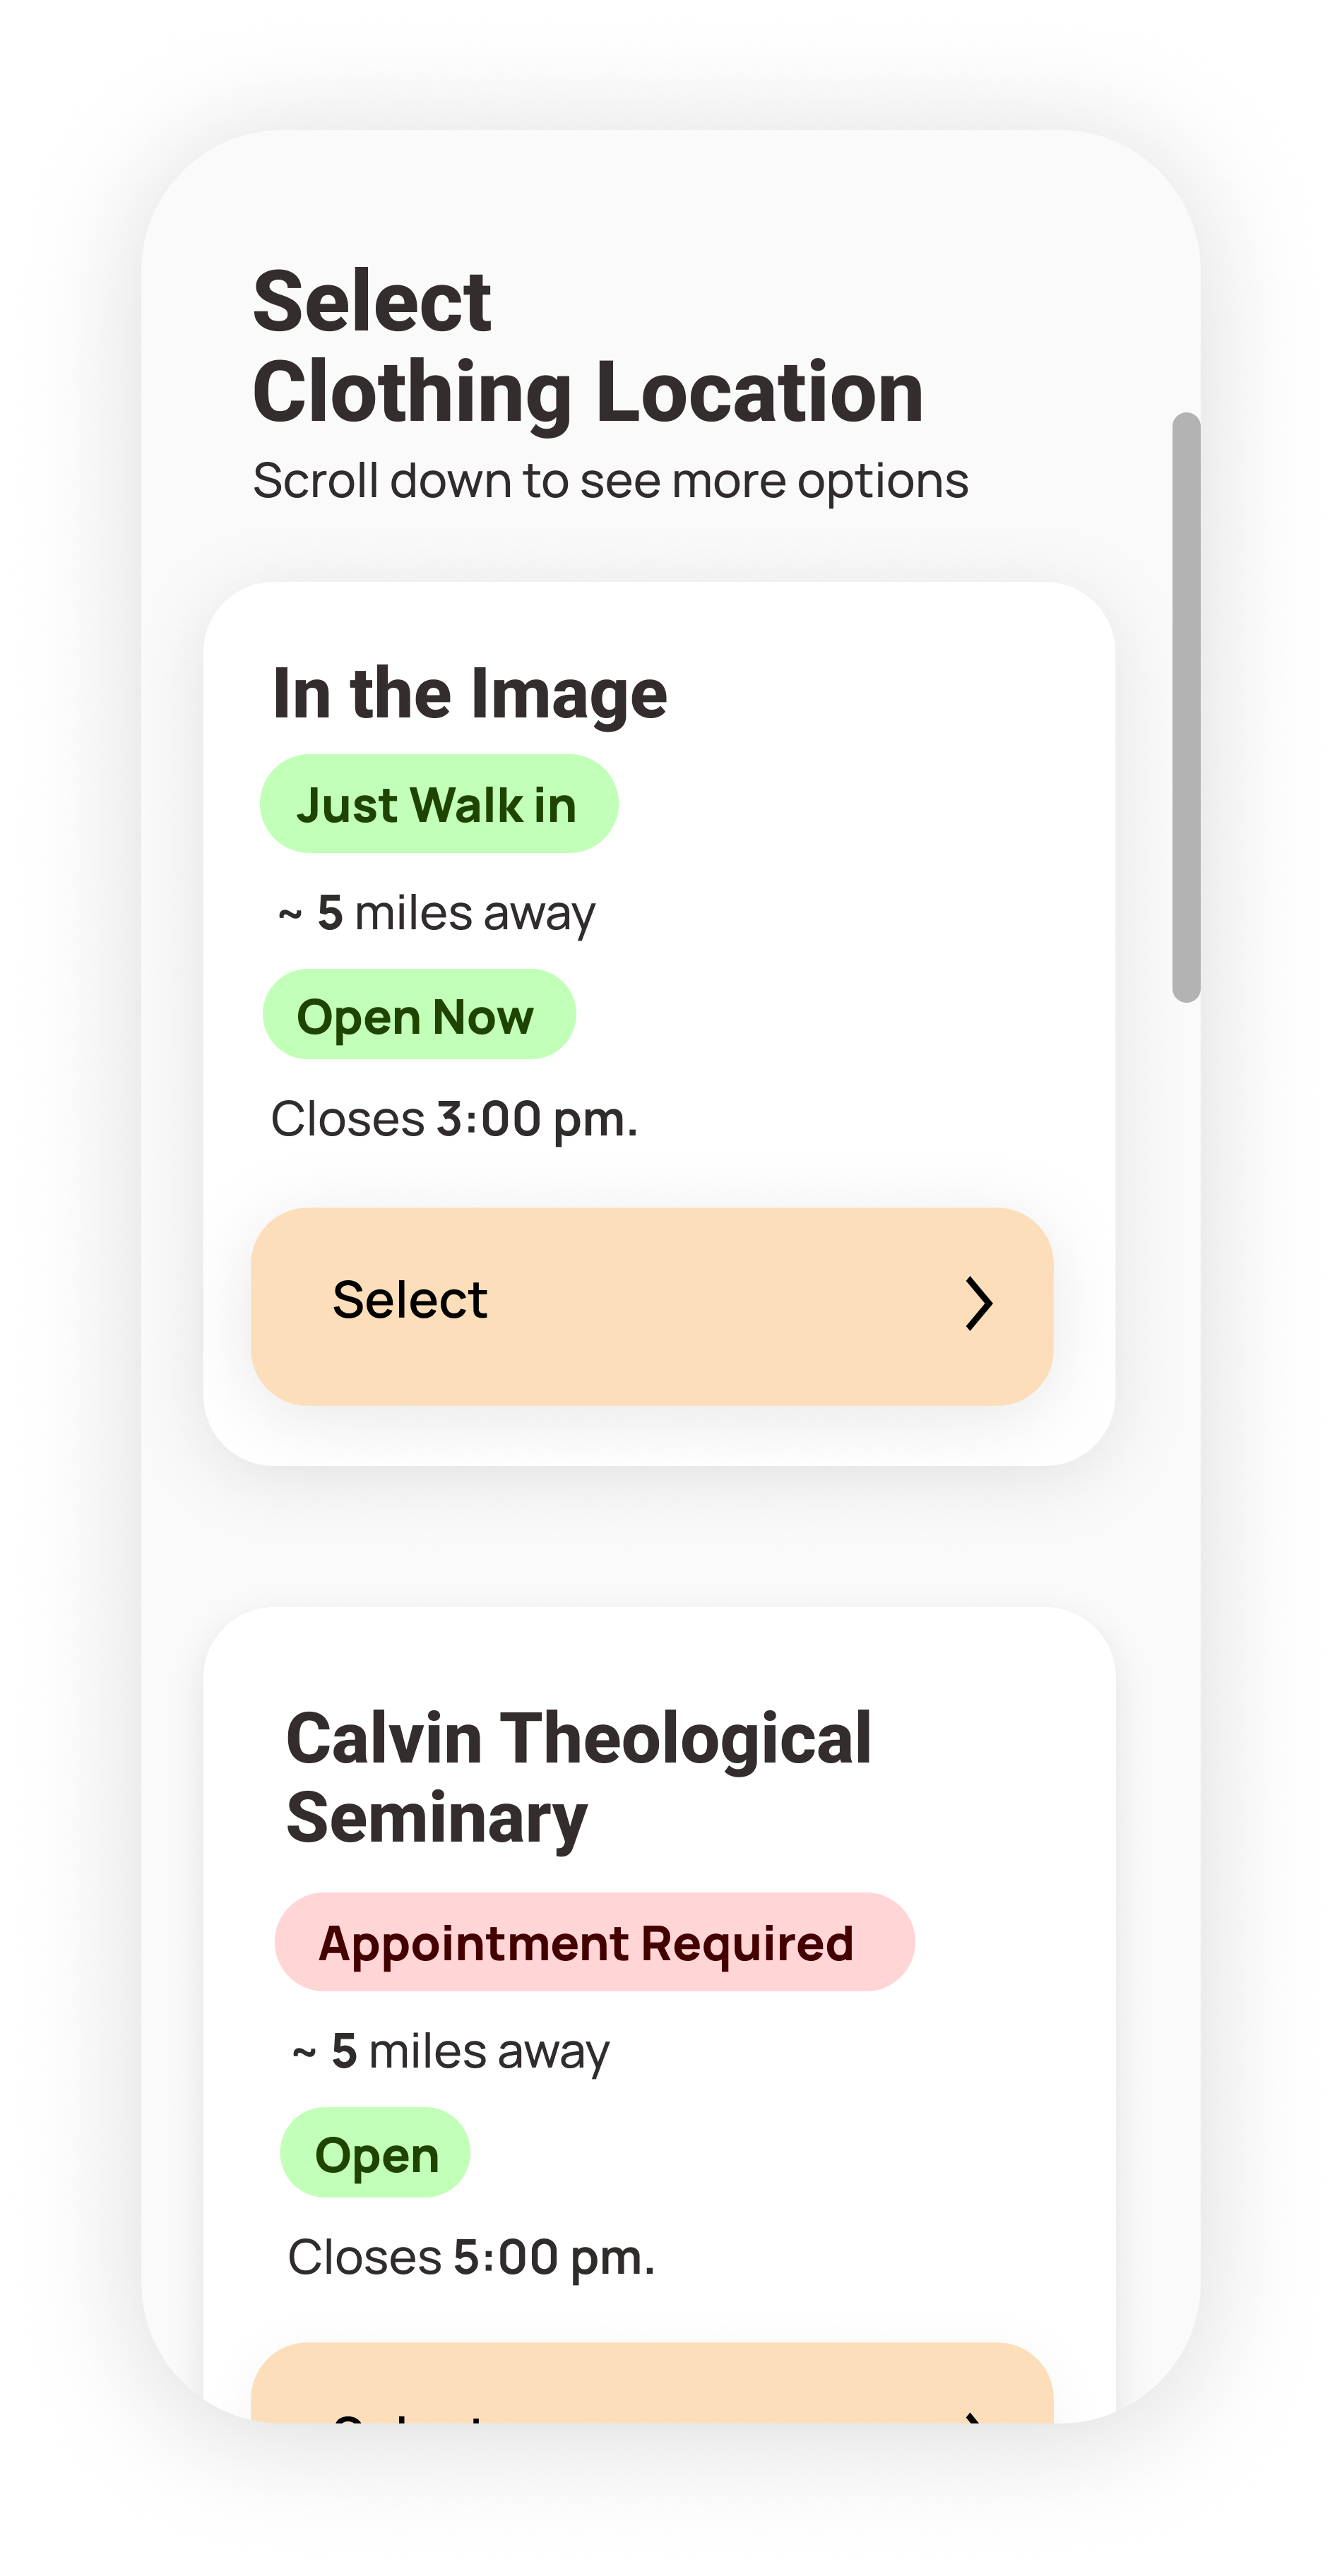 Select
Clothing Location
Scroll down to see more options
In the Image
Just Walk in
~ 5 miles away
Open Now
Closes 3:00 pm.
Select
Calvin Theological
Seminary
Appointment Required
~ 5 miles away
Open
Closes 5:00 pm.